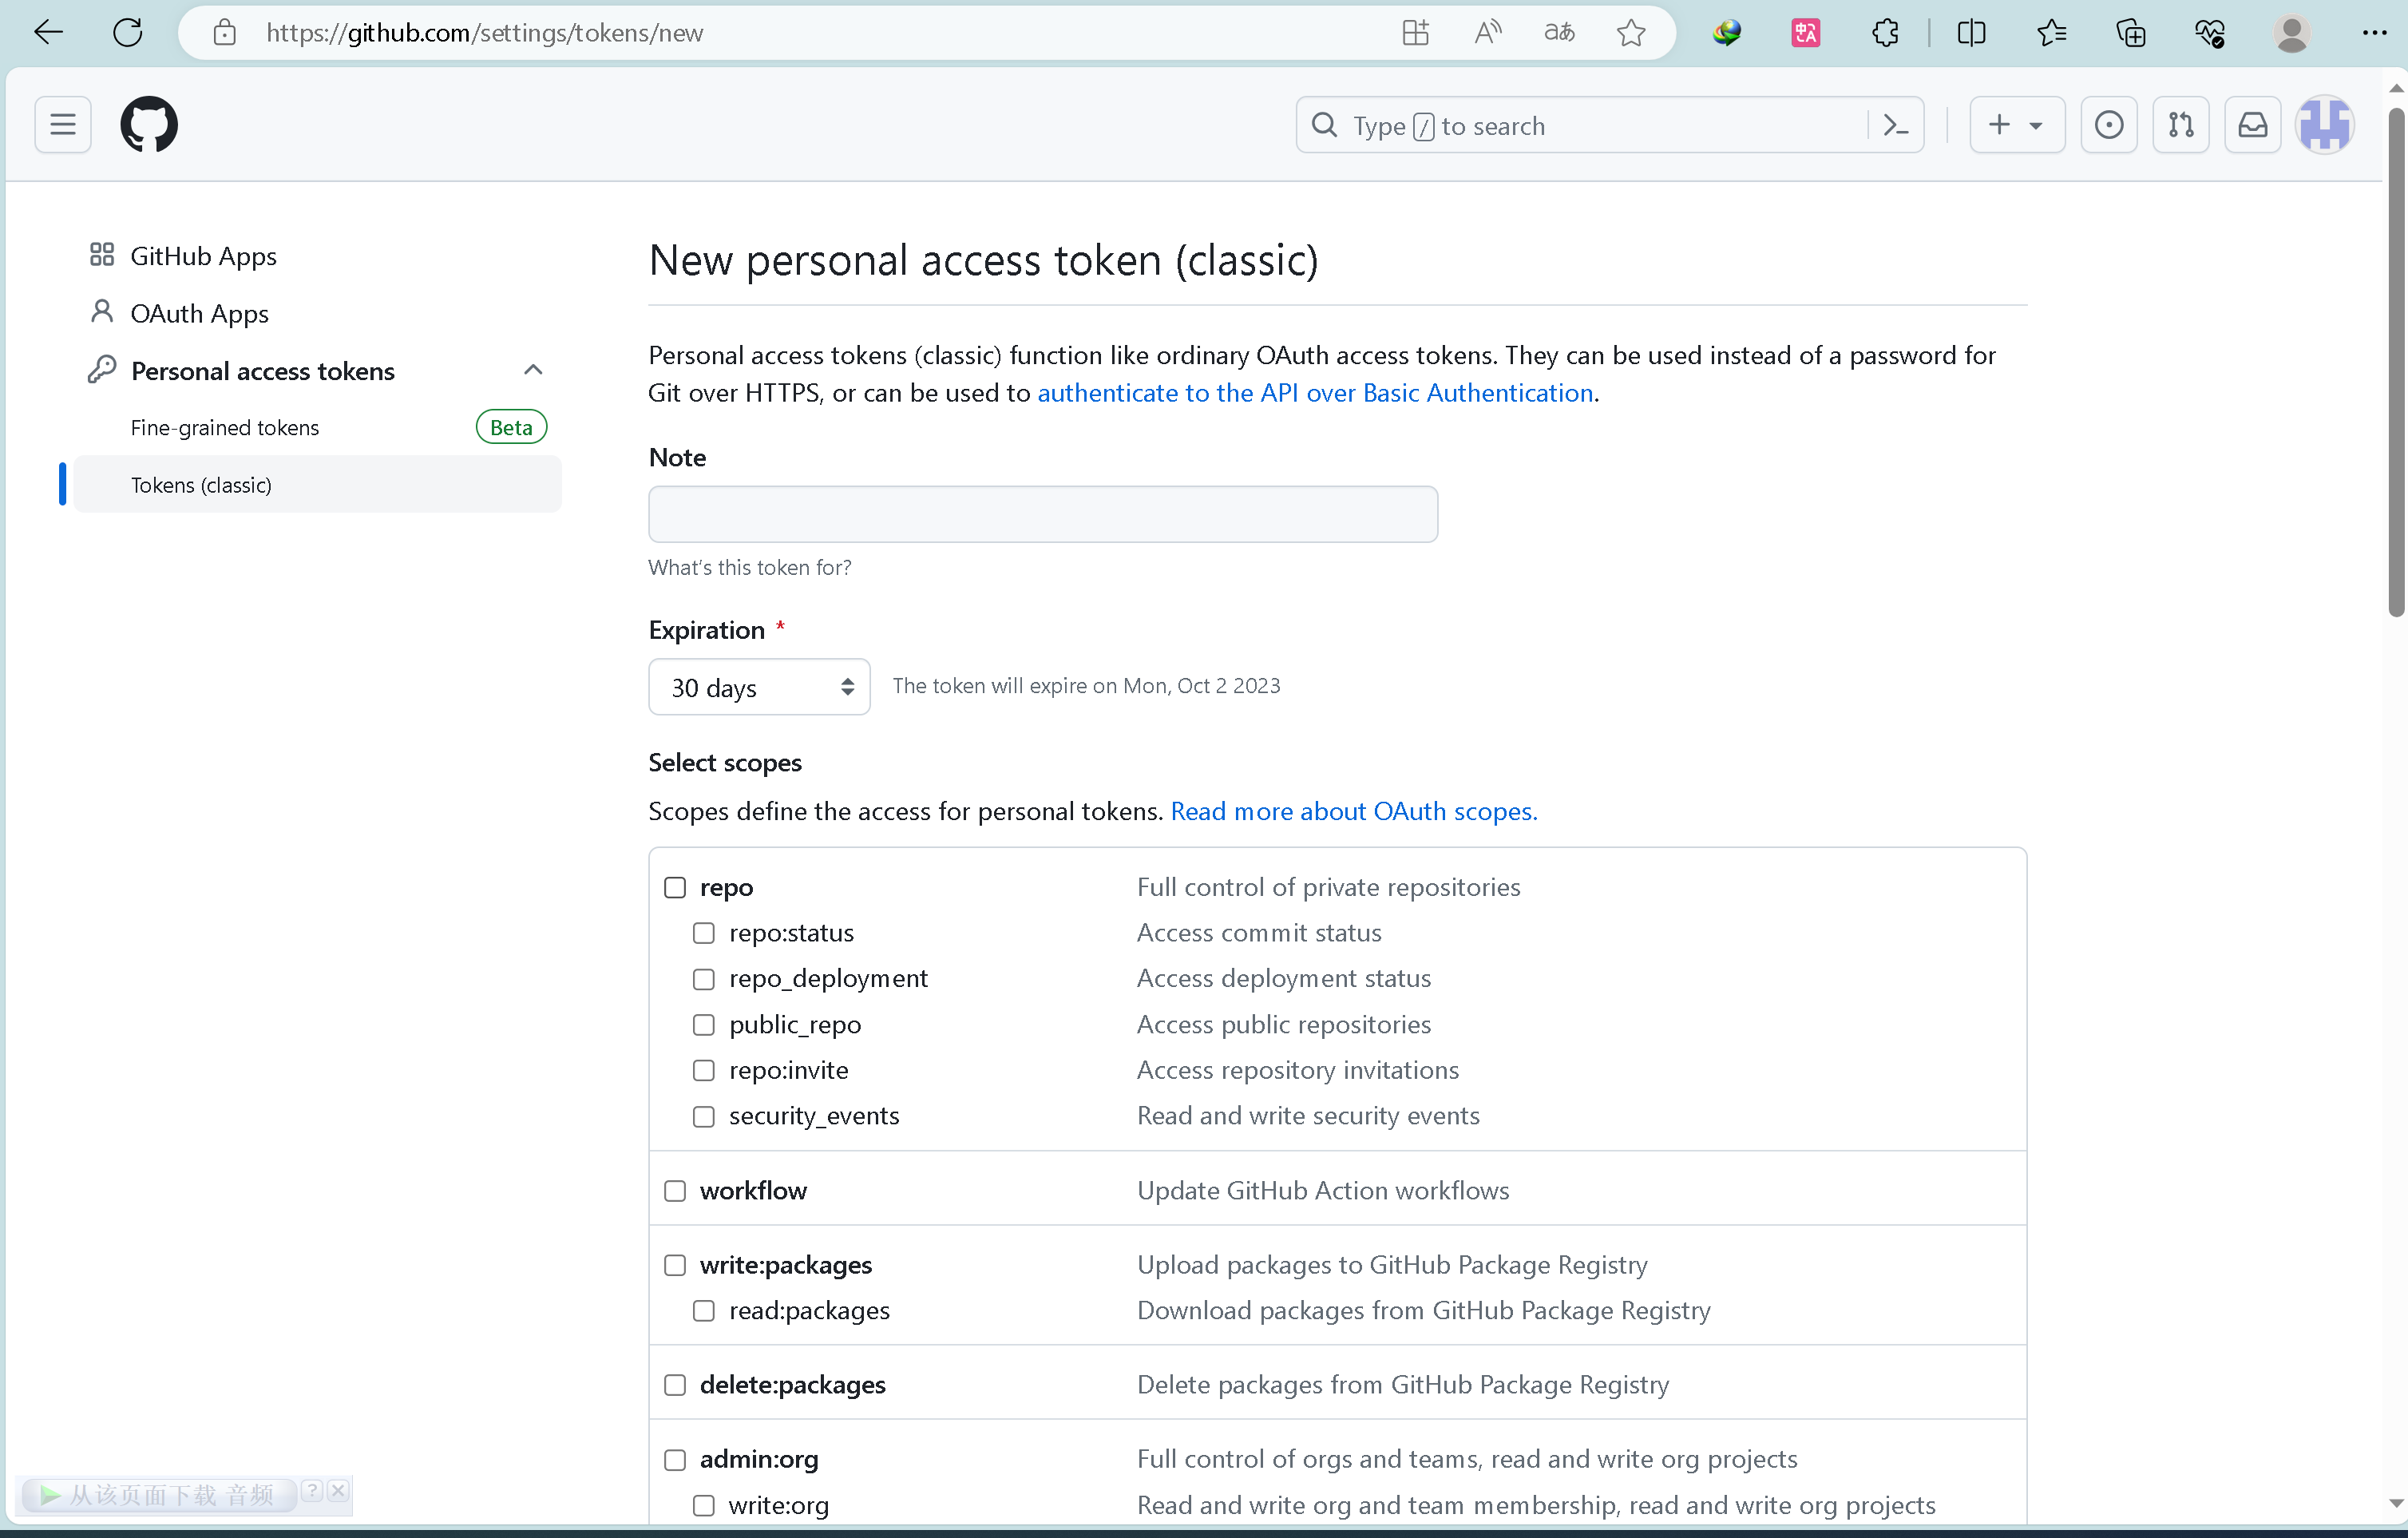 https://github.com/settings/tokens/new
Type / to search
GitHub Apps
OAuth Apps
Personal access tokens
Fine-grained tokens
Beta
Tokens (classic)
New personal access token (classic)
Personal access tokens (classic) function like ordinary OAuth access tokens. They can be used instead of a password for
Git over HTTPS, or can be used to authenticate to the API over Basic Authentication.
Note
What's this token for?
Expiration *
30 days
The token will expire on Mon, Oct 2 2023
Select scopes
Scopes define the access for personal tokens. Read more about OAuth scopes.
repo Full control of private repositories
repo:status Access commit status
repo_deployment Access deployment status
public_repo Access public repositories
repo:invite Access repository invitations
security_events Read and write security events
workflow Update GitHub Action workflows
write:packages Upload packages to GitHub Package Registry
read:packages Download packages from GitHub Package Registry
delete:packages Delete packages from GitHub Package Registry
admin:org Full control of orgs and teams, read and write org projects
write:org Read and write org and team membership, read and write org projects
从该页面下载 音频 ?